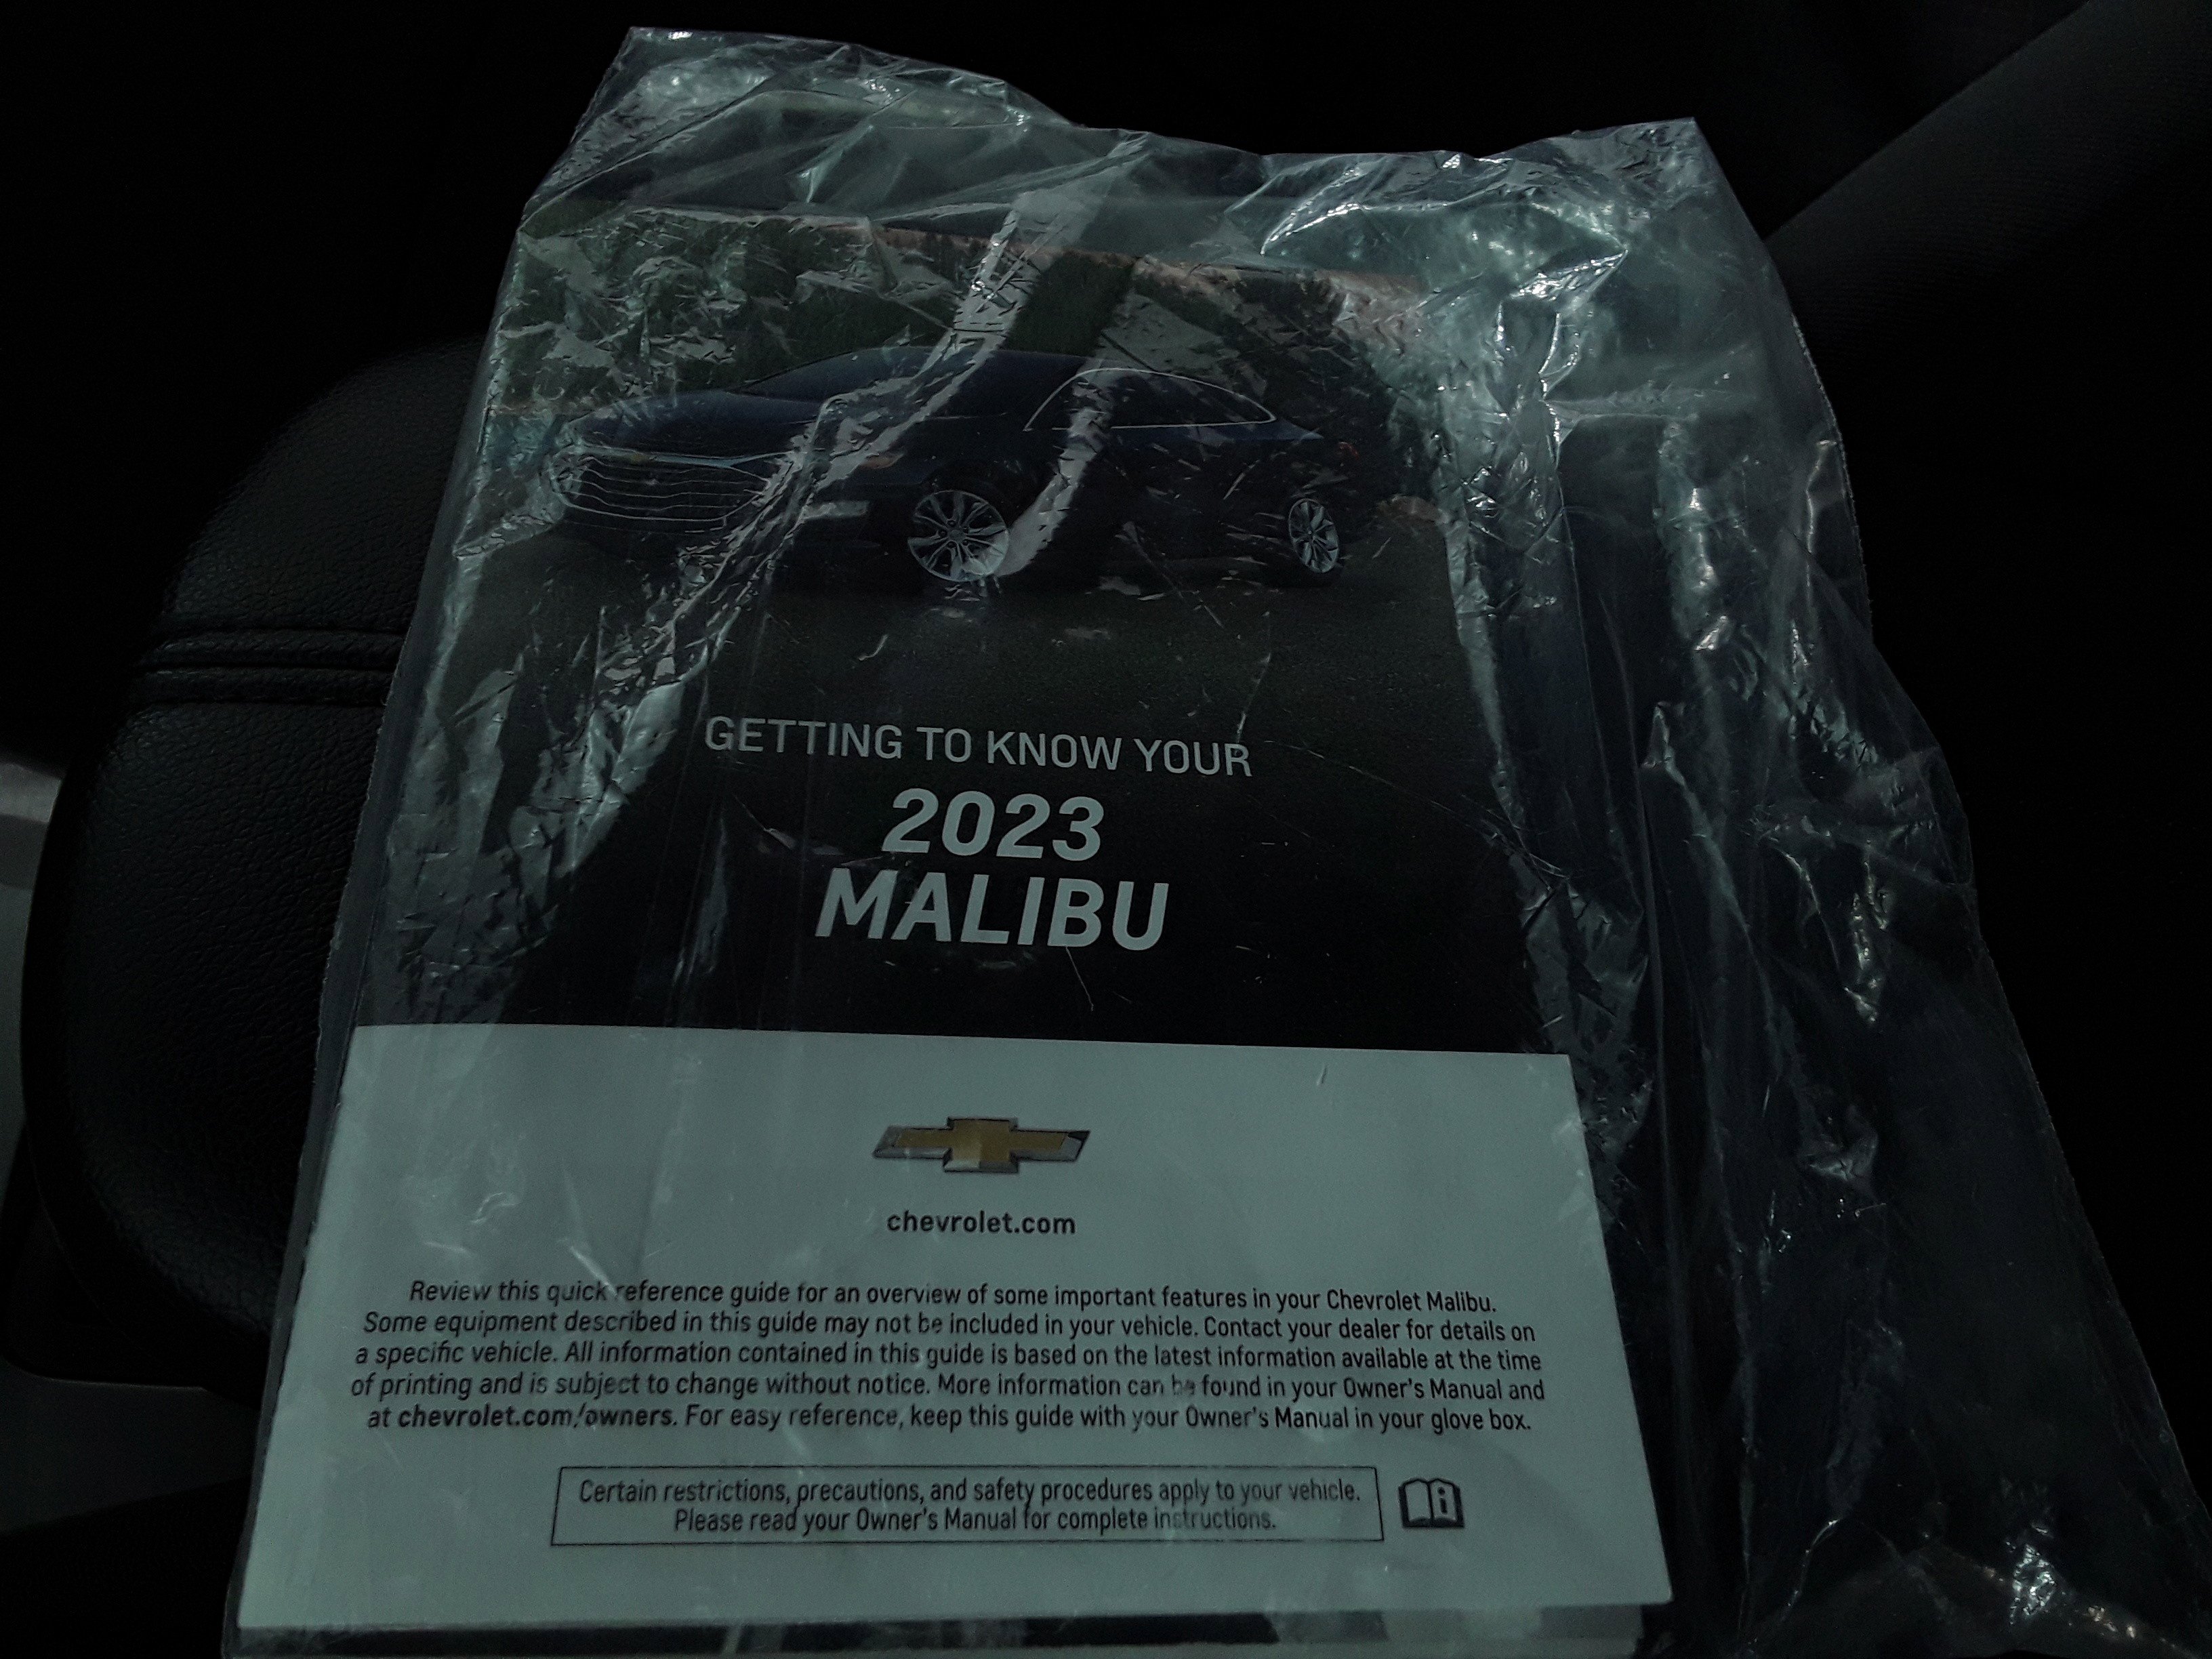 GETTING TO KNOW YOUR
2023
MALIBU
chevrolet.com
Review this quick reference guide for an overview of some important features in your Chevrolet Malibu.
Some equipment described in this guide may not be included in your vehicle. Contact your dealer for details on
a specific vehicle. All information contained in this guide is based on the latest information available at the time
of printing and is subject to change without notice. More information can be found in your Owner's Manual and
at chevrolet.com/owners. For easy reference, keep this guide with your Owner's Manual in your glove box.
Certain restrictions, precautions, and safety procedures apply to your vehicle.
Please read your Owner's Manual for complete instructions.